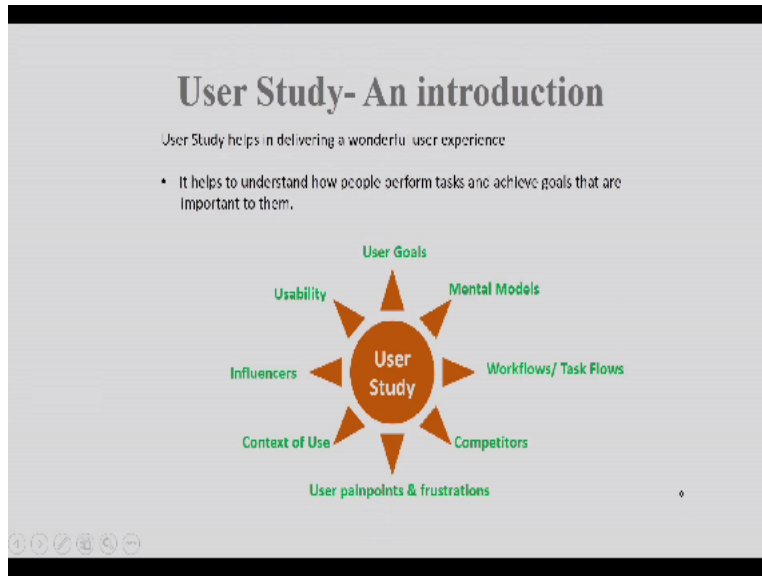 User Study- An introduction
User Study helps in delivering a wonderful user experience
• It helps to understand how people perform tasks and achieve goals that are
important to them.
User Goals
Usability
Mental Models
Influencers
User
Study
Workflows/ Task Flows
Context of Use
Competitors
User painpoints & frustrations